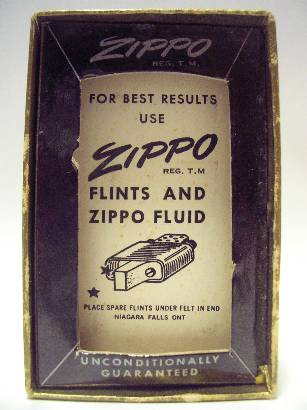 ZIPPO
REG. T.M.
FOR BEST RESULTS
USE
ZIPPO
REG. T.M
FLINTS AND
ZIPPO FLUID
PLACE SPARE FLINTS UNDER FELT IN END
NIAGARA FALLS ONT
UNCONDITIONALLY
GUARANTEED